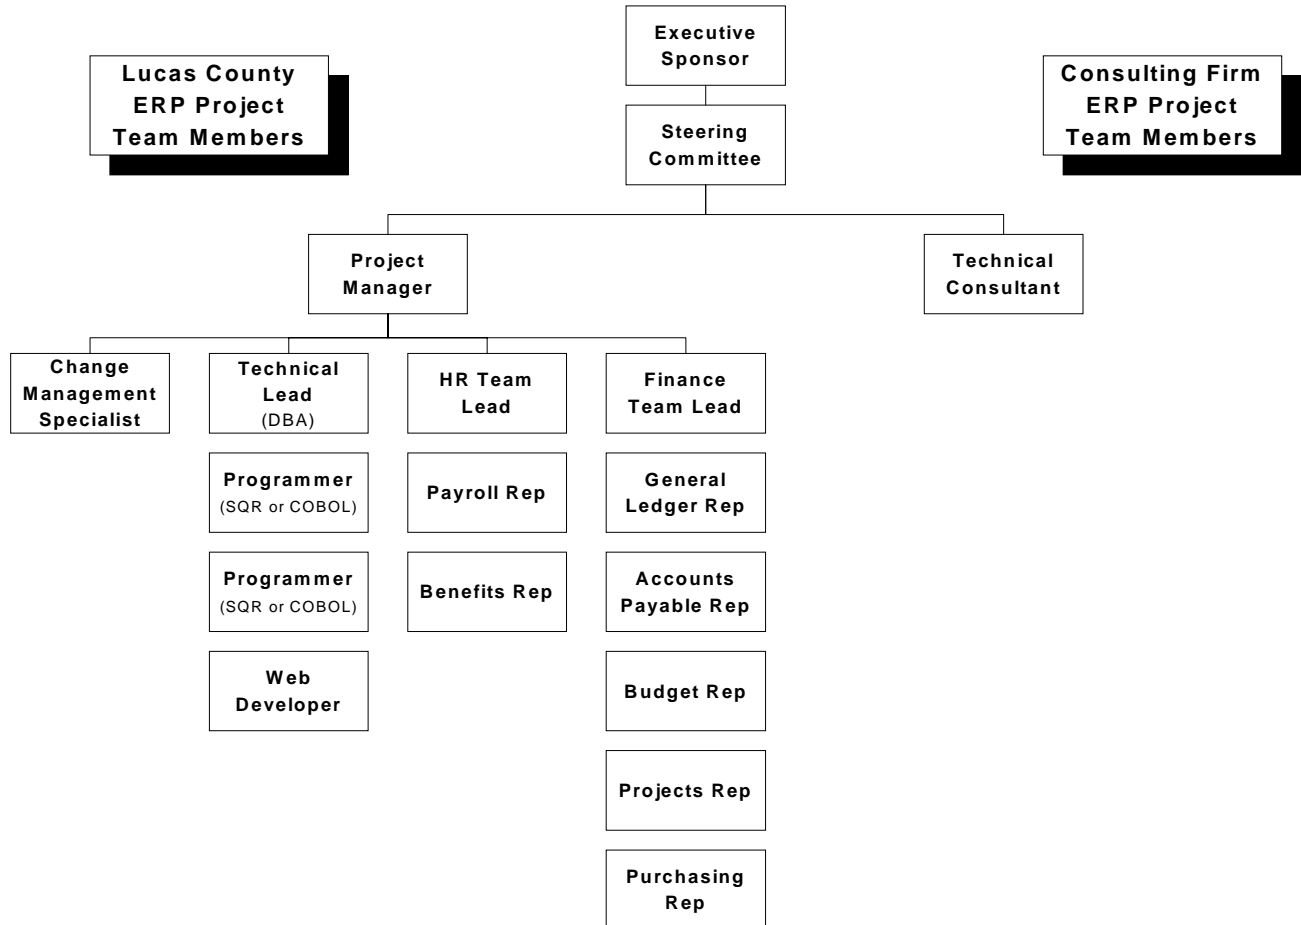 Executive
Sponsor
Lucas County
ERP Project
Team Members
Consulting Firm
ERP Project
Team Members
Steering
Committee
Project
Manager
Technical
Consultant
Change
Management
Specialist
Technical
Lead
(DBA)
HR Team
Lead
Finance
Team Lead
Programmer
(SQR or COBOL)
Payroll Rep
General
Ledger Rep
Programmer
(SQR or COBOL)
Benefits Rep
Accounts
Payable Rep
Web
Developer
Budget Rep
Projects Rep
Purchasing
Rep